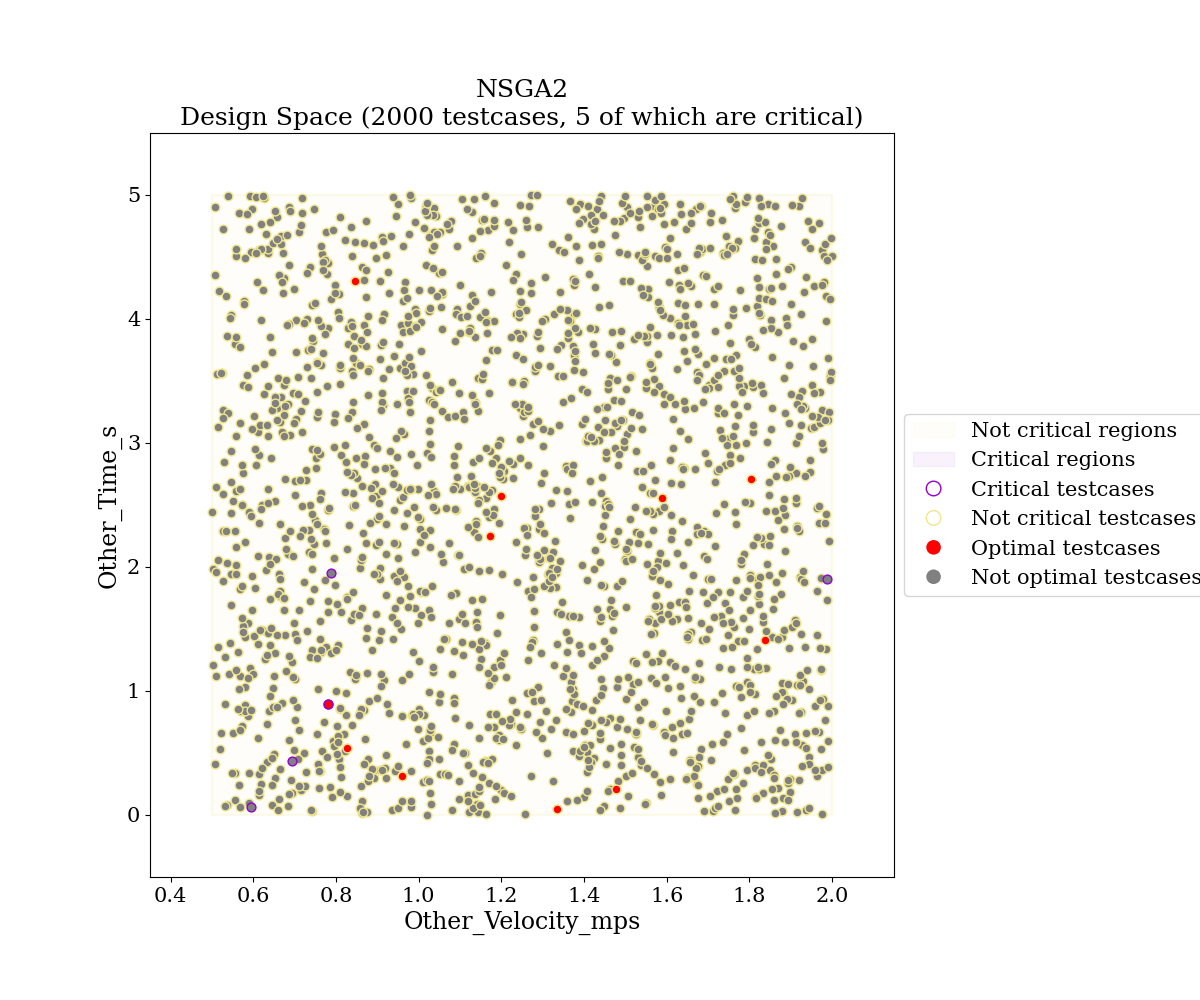 NSGA2
Design Space (2000 testcases, 5 of which are critical)
5
4
3
2
1
0
Other_Time_s
0.4 0.6 0.8 1.0 1.2 1.4 1.6 1.8 2.0
Other_Velocity_mps
Not critical regions
Critical regions
Critical testcases
Not critical testcases
Optimal testcases
Not optimal testcases